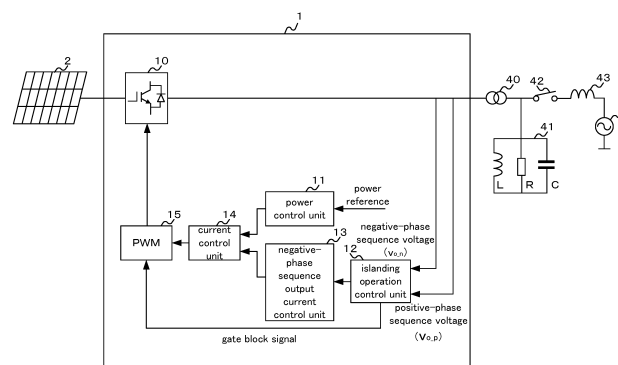 1
2
10
40
42
43
41
L
R
C
11
power
control unit
power
reference
15
PWM
14
current
control
unit
13
negative-
phase
sequence
output
current
control unit
negative-phase
sequence voltage
(vo_n)
12
islanding
operation
control unit
positive-phase
sequence voltage
(vo_p)
gate block signal